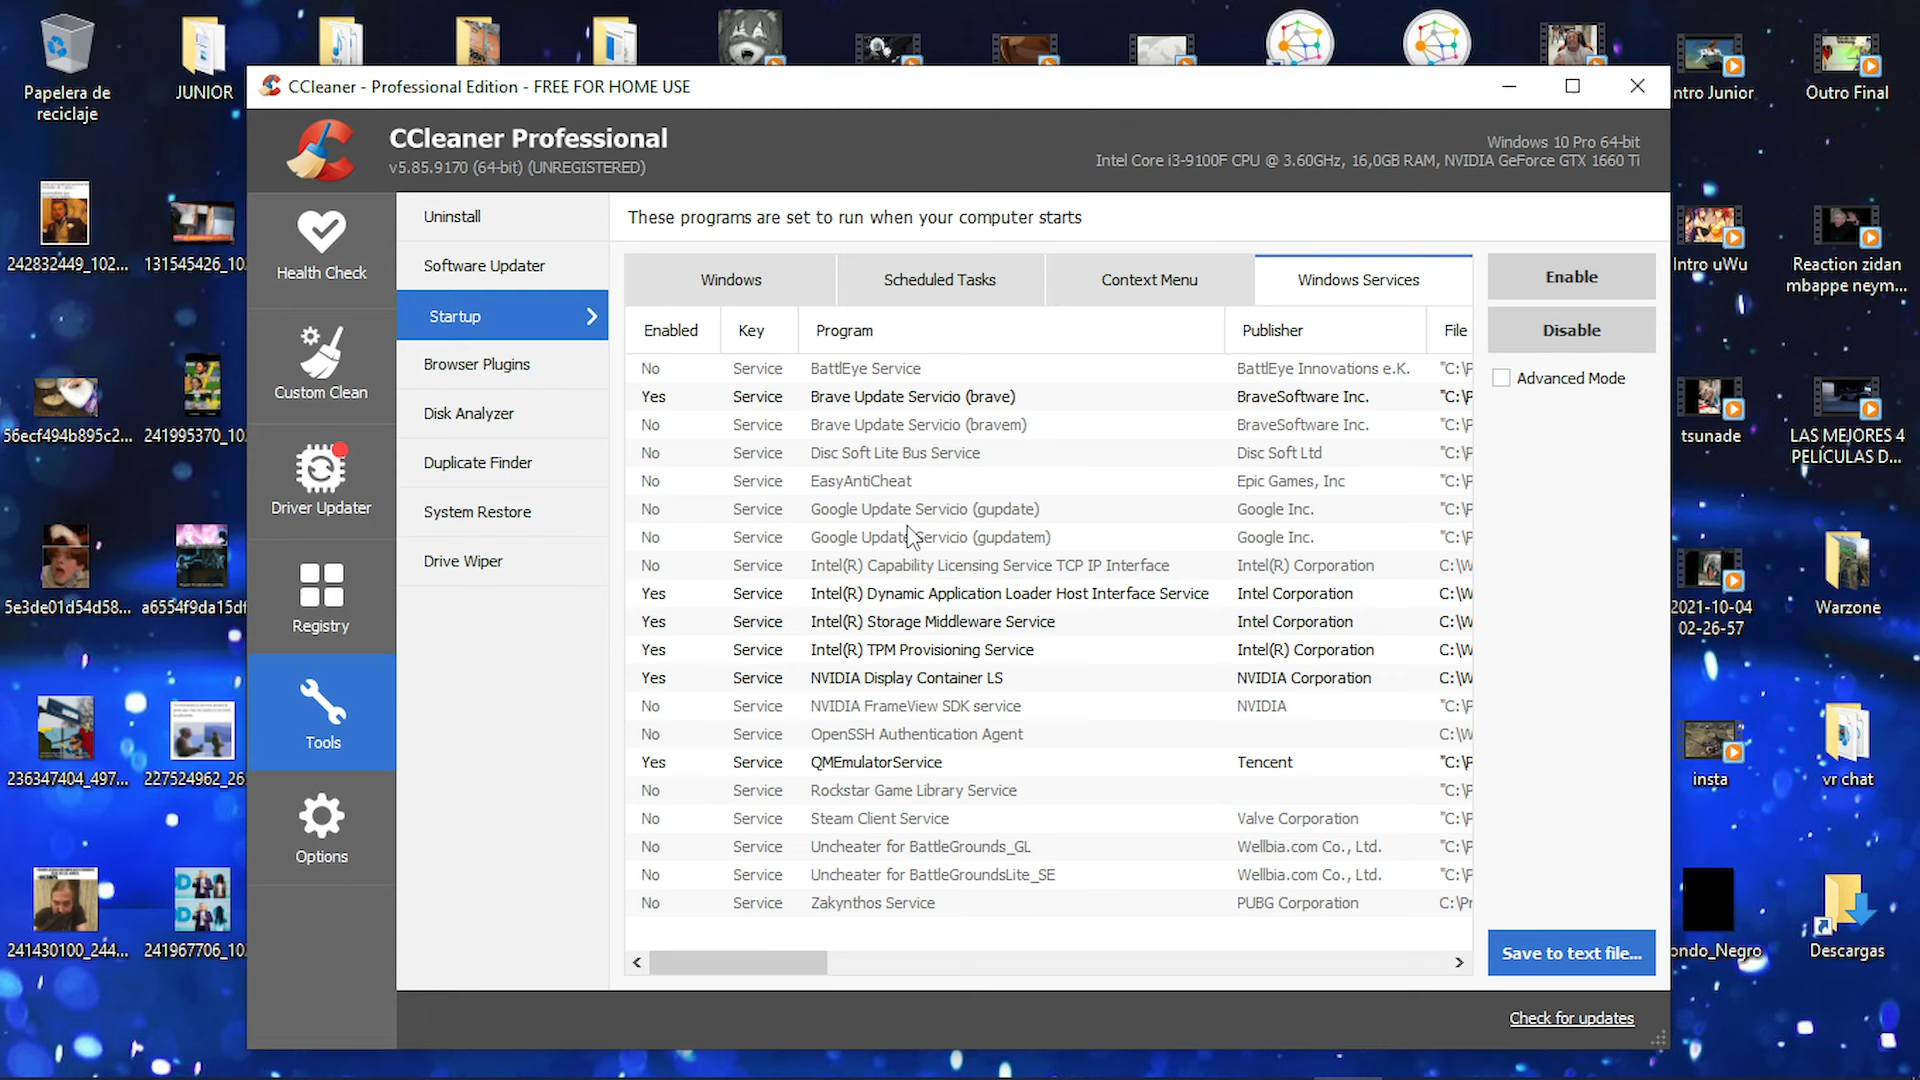 Papelera de
reciclaje
JUNIOR
ntro Junior
Outro Final
CCleaner - Professional Edition - FREE FOR HOME USE
CCleaner Professional
v5.85.9170 (64-bit) (UNREGISTERED)
Windows 10 Pro 64-bit
Intel Core i3-9100F CPU @ 3.60GHz, 16,0GB RAM, NVIDIA GeForce GTX 1660 Ti
Health Check
Custom Clean
Driver Updater
Registry
Tools
Options
Uninstall
Software Updater
Startup
Browser Plugins
Disk Analyzer
Duplicate Finder
System Restore
Drive Wiper
These programs are set to run when your computer starts
Windows Scheduled Tasks Context Menu Windows Services
Enabled Key Program Publisher File
No Service BattlEye Service BattlEye Innovations e.K. "C:\P
Yes Service Brave Update Servicio (brave) BraveSoftware Inc. "C:\P
No Service Brave Update Servicio (bravem) BraveSoftware Inc. "C:\P
No Service Disc Soft Lite Bus Service Disc Soft Ltd "C:\P
No Service EasyAntiCheat Epic Games, Inc "C:\P
No Service Google Update Servicio (gupdate) Google Inc. "C:\P
No Service Google Update Servicio (gupdatem) Google Inc. "C:\P
No Service Intel(R) Capability Licensing Service TCP IP Interface Intel(R) Corporation C:\W
Yes Service Intel(R) Dynamic Application Loader Host Interface Service Intel Corporation C:\W
Yes Service Intel(R) Storage Middleware Service Intel Corporation C:\W
Yes Service Intel(R) TPM Provisioning Service Intel(R) Corporation C:\W
Yes Service NVIDIA Display Container LS NVIDIA Corporation C:\W
No Service NVIDIA FrameView SDK service NVIDIA "C:\P
No Service OpenSSH Authentication Agent C:\W
Yes Service QMEmulatorService Tencent "C:\P
No Service Rockstar Game Library Service "C:\P
No Service Steam Client Service Valve Corporation "C:\P
No Service Uncheater for BattleGrounds_GL Wellbia.com Co., Ltd. "C:\P
No Service Uncheater for BattleGroundsLite_SE Wellbia.com Co., Ltd. "C:\P
No Service Zakynthos Service PUBG Corporation C:\Pr
Enable
Disable
Advanced Mode
Save to text file...
Check for updates
242832449_102...
131545426_10
56ecf494b895c2...
241995370_10
5e3de01d54d58...
a6554f9da15df
236347404_497...
227524962_26
241430100_244...
241967706_10
Intro uWu
Reaction zidan
mbappe neym...
tsunade
LAS MEJORES 4
PELÍCULAS D...
2021-10-04
02-26-57
Warzone
insta
vr chat
ondo_Negro
Descargas